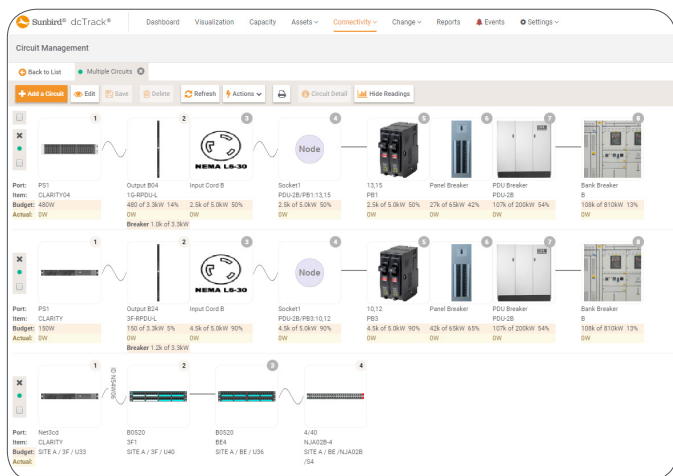 Sunbird® dcTrack®
Dashboard Visualization Capacity Assets Connectivity Change Reports Events Settings
Circuit Management
Back to List Multiple Circuits
Add a Circuit Edit Save Delete Refresh Actions Circuit Detail Hide Readings
1 2 3 4 5 6 7 8
NEMA L6-30 Node
Port: PS1 Output B04 Input Cord B Socket1 13,15 Panel Breaker PDU Breaker Bank Breaker
Item: CLARITY04 1G-RPDU-L PDU-2B/PB1:13,15 PB1 PDU-2B B
Budget: 480W 480 of 3.3kW 14% 2.5k of 5.0kW 50% 2.5k of 5.0kW 50% 2.5k of 5.0kW 50% 27k of 65kW 42% 107k of 200kW 54% 108k of 810kW 13%
Actual: 0W 0W 0W 0W 0W 0W 0W 0W
Breaker 1.0k of 3.3kW
1 2 3 4 5 6 7 8
NEMA L6-30 Node
Port: PS1 Output B24 Input Cord B Socket1 10,12 Panel Breaker PDU Breaker Bank Breaker
Item: CLARITY 3F-RPDU-L PDU-2B/PB3:10,12 PB3 PDU-2B B
Budget: 150W 150 of 3.3kW 5% 4.5k of 5.0kW 90% 4.5k of 5.0kW 90% 4.5k of 5.0kW 90% 42k of 65kW 65% 107k of 200kW 54% 108k of 810kW 13%
Actual: 0W 0W 0W 0W 0W 0W 0W 0W
Breaker 1.2k of 3.3kW
1 2 3 4
Port: Net3cd B0520 B0520 4/40
Item: CLARITY 3F1 BE4 NJA02B-4
Budget: SITE A / 3F / U33 SITE A / 3F / U40 SITE A / BE / U36 SITE A / BE /NJA02B
Actual: /S4